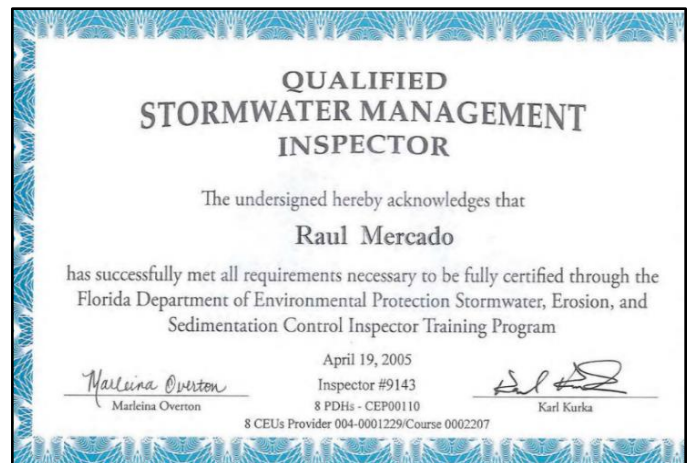 QUALIFIED
STORMWATER MANAGEMENT
INSPECTOR
The undersigned hereby acknowledges that
Raul Mercado
has successfully met all requirements necessary to be fully certified through the
Florida Department of Environmental Protection Stormwater, Erosion, and
Sedimentation Control Inspector Training Program
April 19, 2005
Marleina Overton
Inspector #9143
Marleina Overton
8 PDHs - CEP00110
Karl Kurka
8 CEUs Provider 004-0001229/Course 0002207